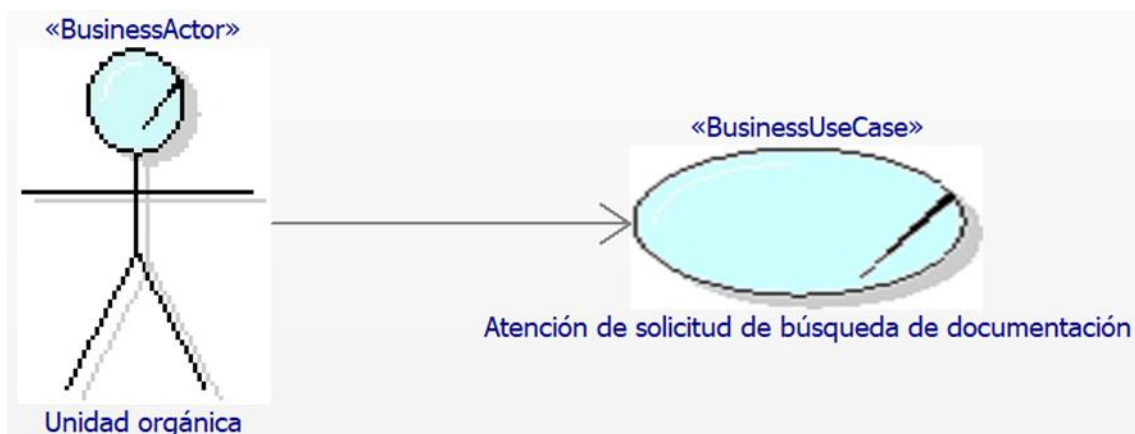 «BusinessActor»
«BusinessUseCase»
Atención de solicitud de búsqueda de documentación
Unidad orgánica